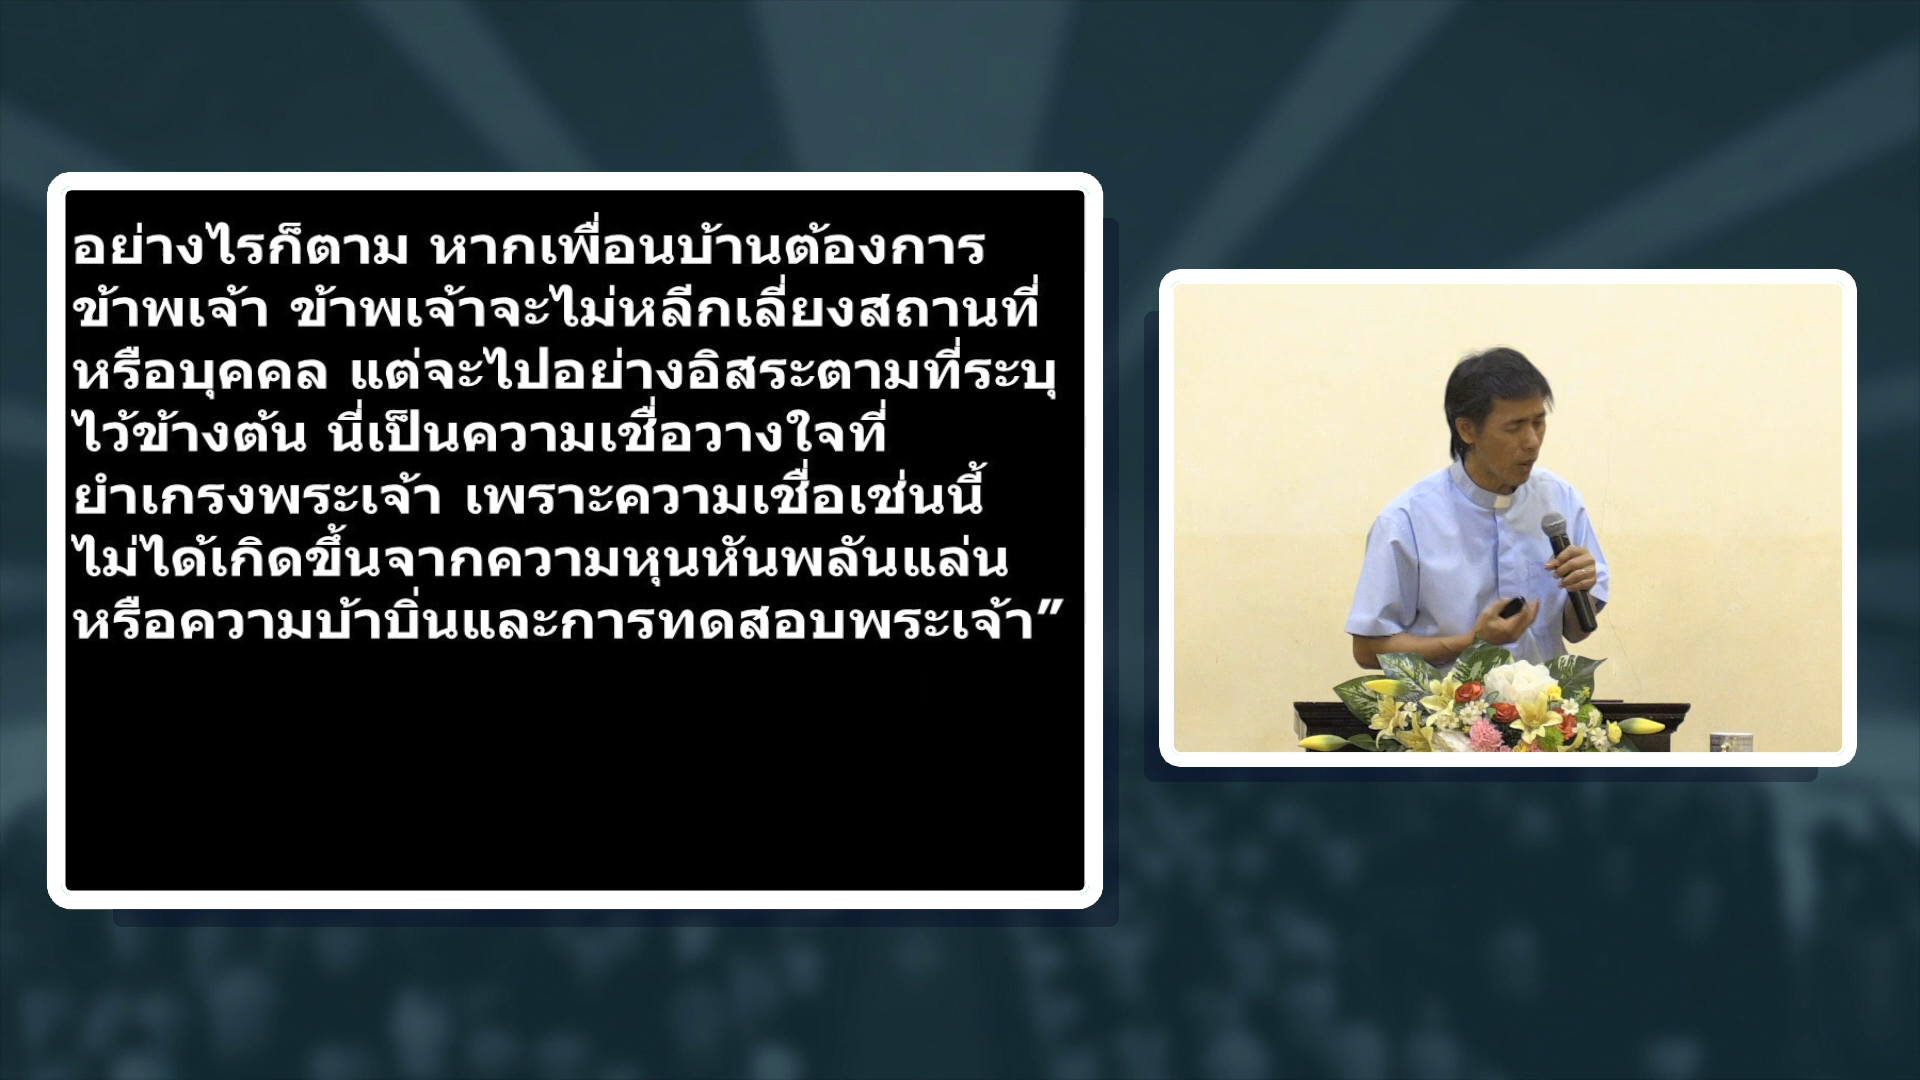 อย่างไรก็ตาม หากเพื่อนบ้านต้องการ
ข้าพเจ้า ข้าพเจ้าจะไม่หลีกเลี่ยงสถานที่
หรือบุคคล แต่จะไปอย่างอิสระตามที่ระบุ
ไว้ข้างต้น นี่เป็นความเชื่อวางใจที่
ยำเกรงพระเจ้า เพราะความเชื่อเช่นนี้
ไม่ได้เกิดขึ้นจากความหุนหันพลันแล่น
หรือความบ้าบิ่นและการทดสอบพระเจ้า”